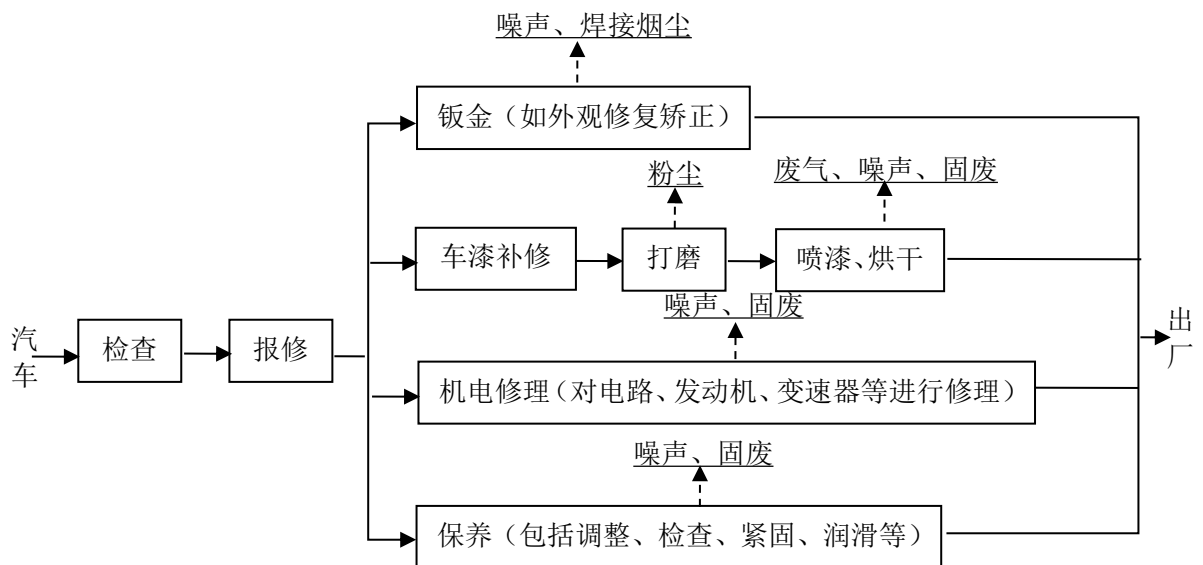 噪声、焊接烟尘
钣金（如外观修复矫正）
粉尘
废气、噪声、固废
车漆补修
打磨
喷漆、烘干
噪声、固废
汽车
检查
报修
出厂
机电修理（对电路、发动机、变速器等进行修理）
噪声、固废
保养（包括调整、检查、紧固、润滑等）